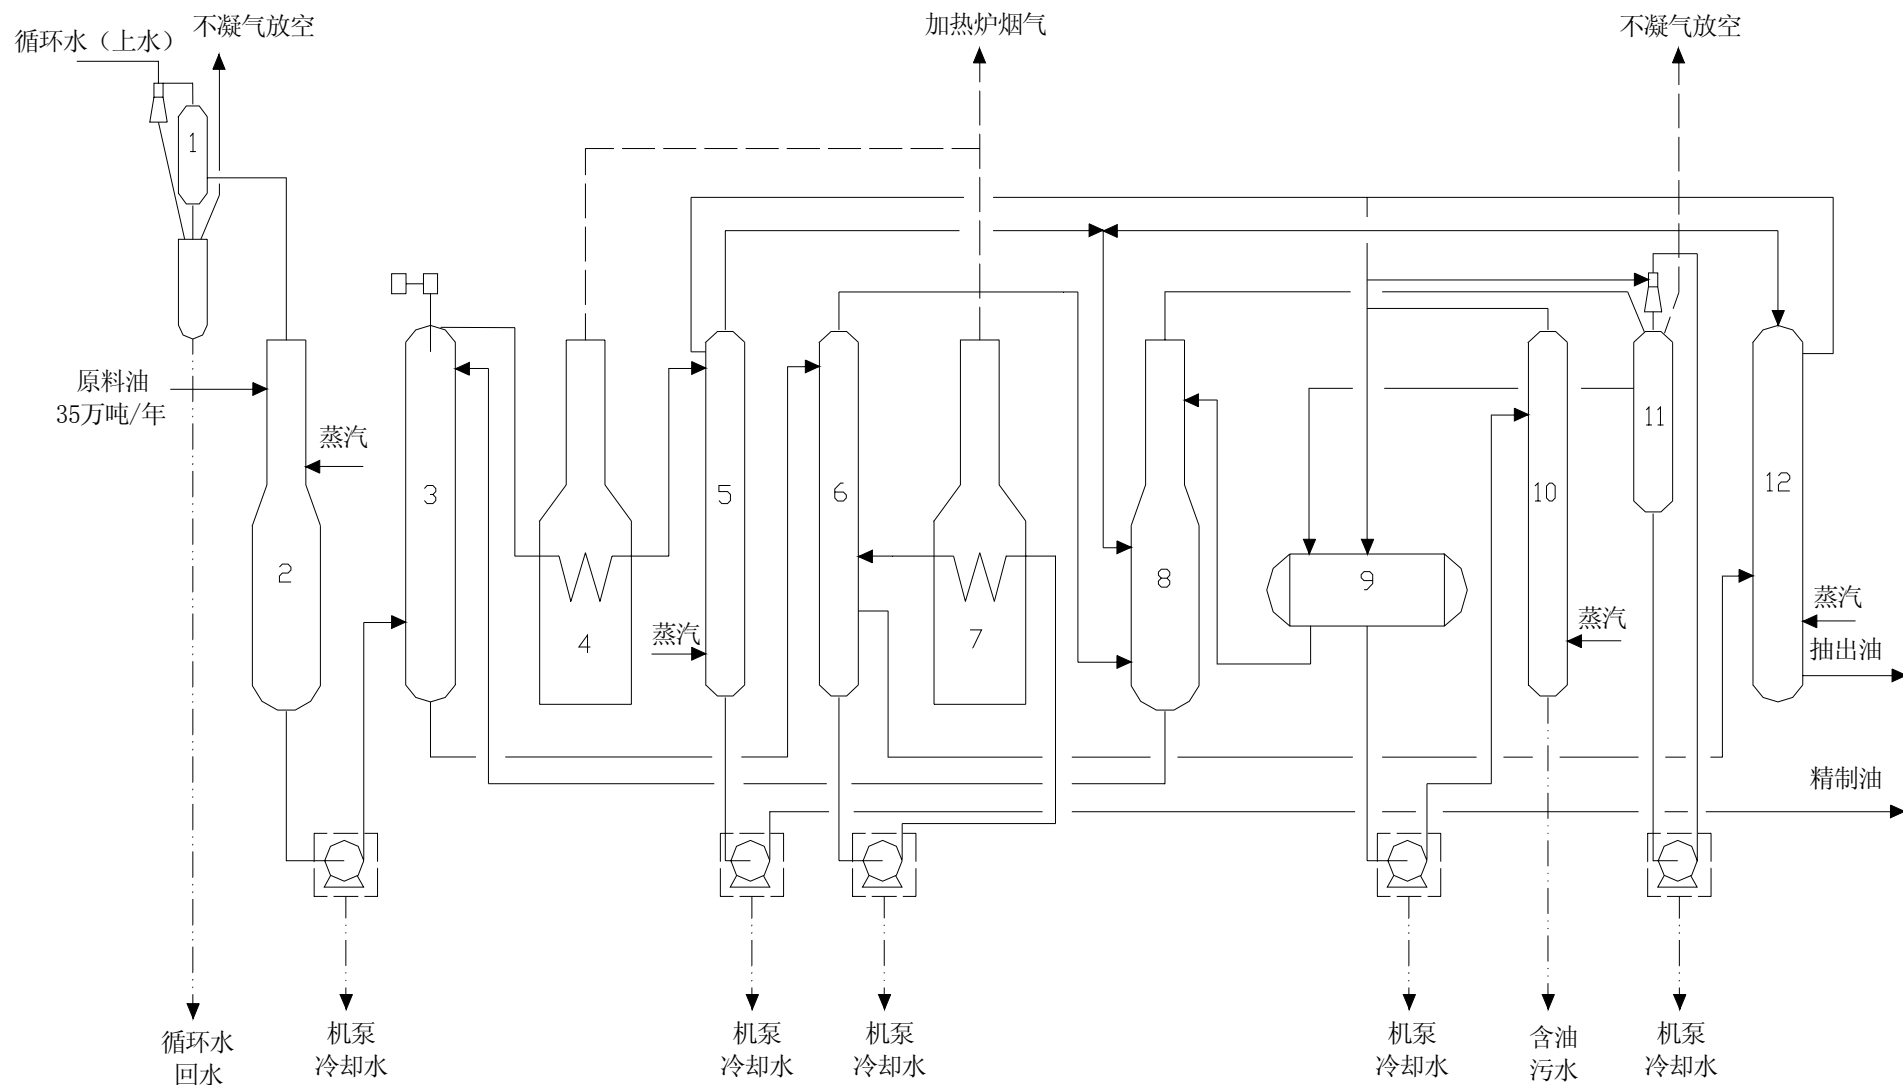 不凝气放空
加热炉烟气
不凝气放空
循环水（上水）
1
原料油
35万吨/年
蒸汽
2
3
4
5
蒸汽
6
7
8
9
10
蒸汽
11
12
蒸汽
抽出油
精制油
循环水
回水
机泵
冷却水
机泵
冷却水
机泵
冷却水
机泵
冷却水
含油
污水
机泵
冷却水